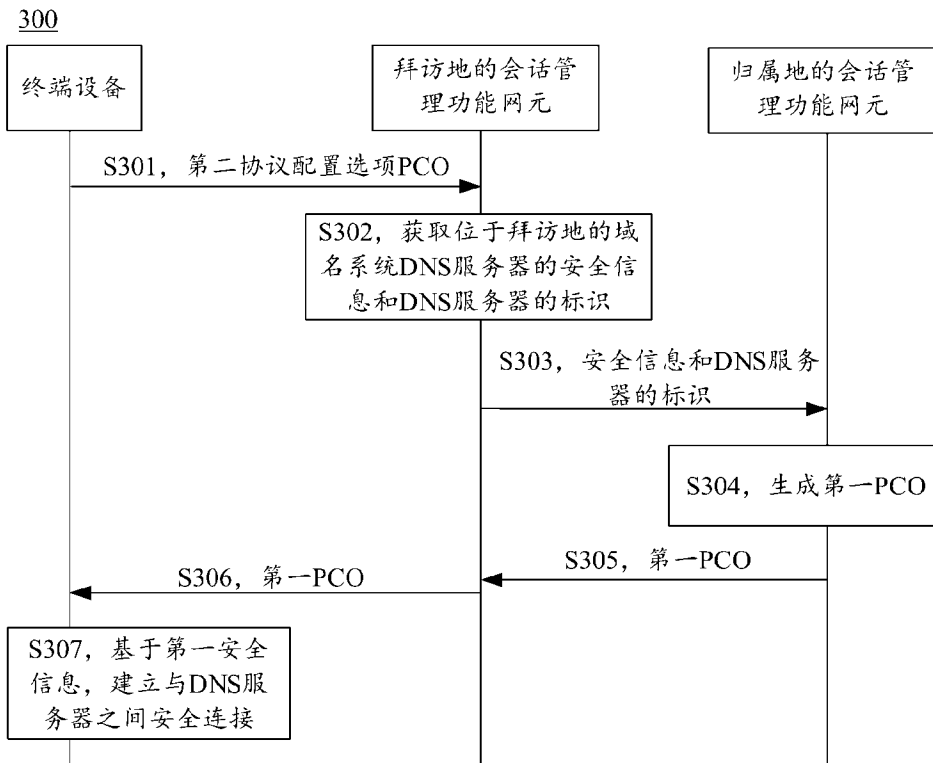 300
终端设备
拜访地的会话管
理功能网元
归属地的会话管
理功能网元
S301，第二协议配置选项PCO
S302，获取位于拜访地的域
名系统DNS服务器的安全信
息和DNS服务器的标识
S303，安全信息和DNS服务
器的标识
S304，生成第一PCO
S305，第一PCO
S306，第一PCO
S307，基于第一安全
信息，建立与DNS服
务器之间安全连接